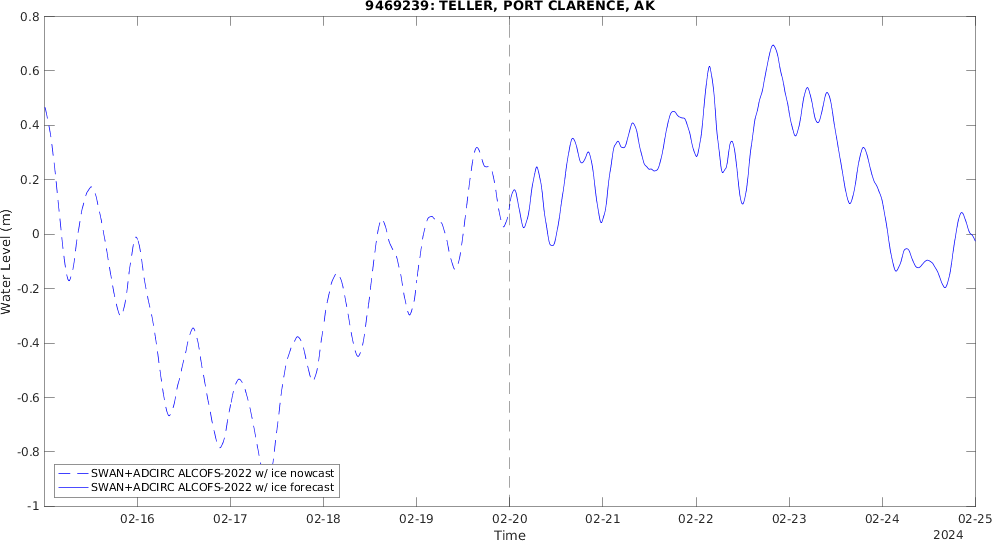 9469239: TELLER, PORT CLARENCE, AK
0.8
0.6
0.4
0.2
0
-0.2
-0.4
-0.6
-0.8
-1
Water Level (m)
SWAN+ADCIRC ALCOFS-2022 w/ ice nowcast
SWAN+ADCIRC ALCOFS-2022 w/ ice forecast
02-16 02-17 02-18 02-19 02-20 02-21 02-22 02-23 02-24 02-25
Time
2024